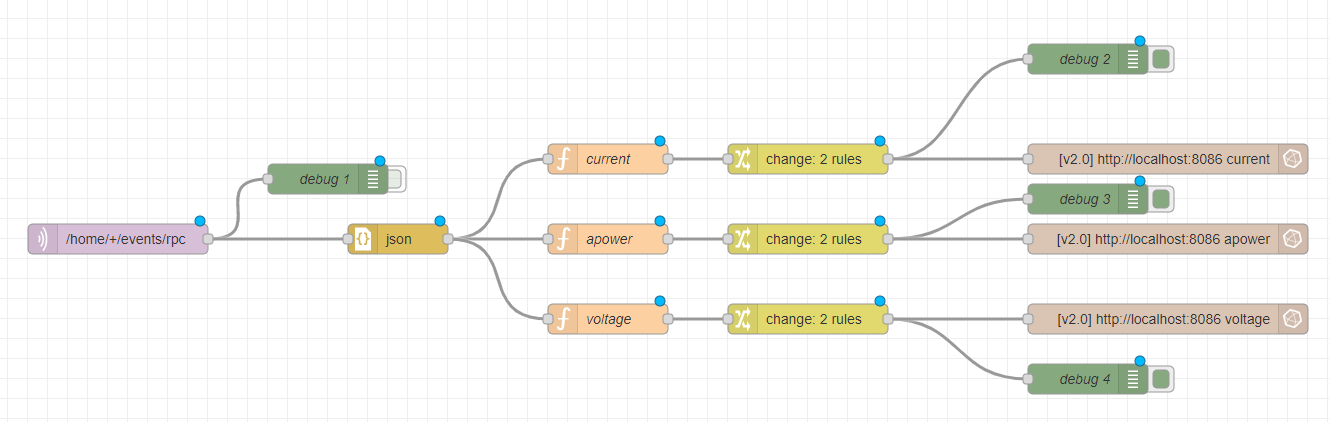 debug 2
current
change: 2 rules
[v2.0] http://localhost:8086 current
debug 1
debug 3
/home/+/events/rpc
json
apower
change: 2 rules
[v2.0] http://localhost:8086 apower
voltage
change: 2 rules
[v2.0] http://localhost:8086 voltage
debug 4